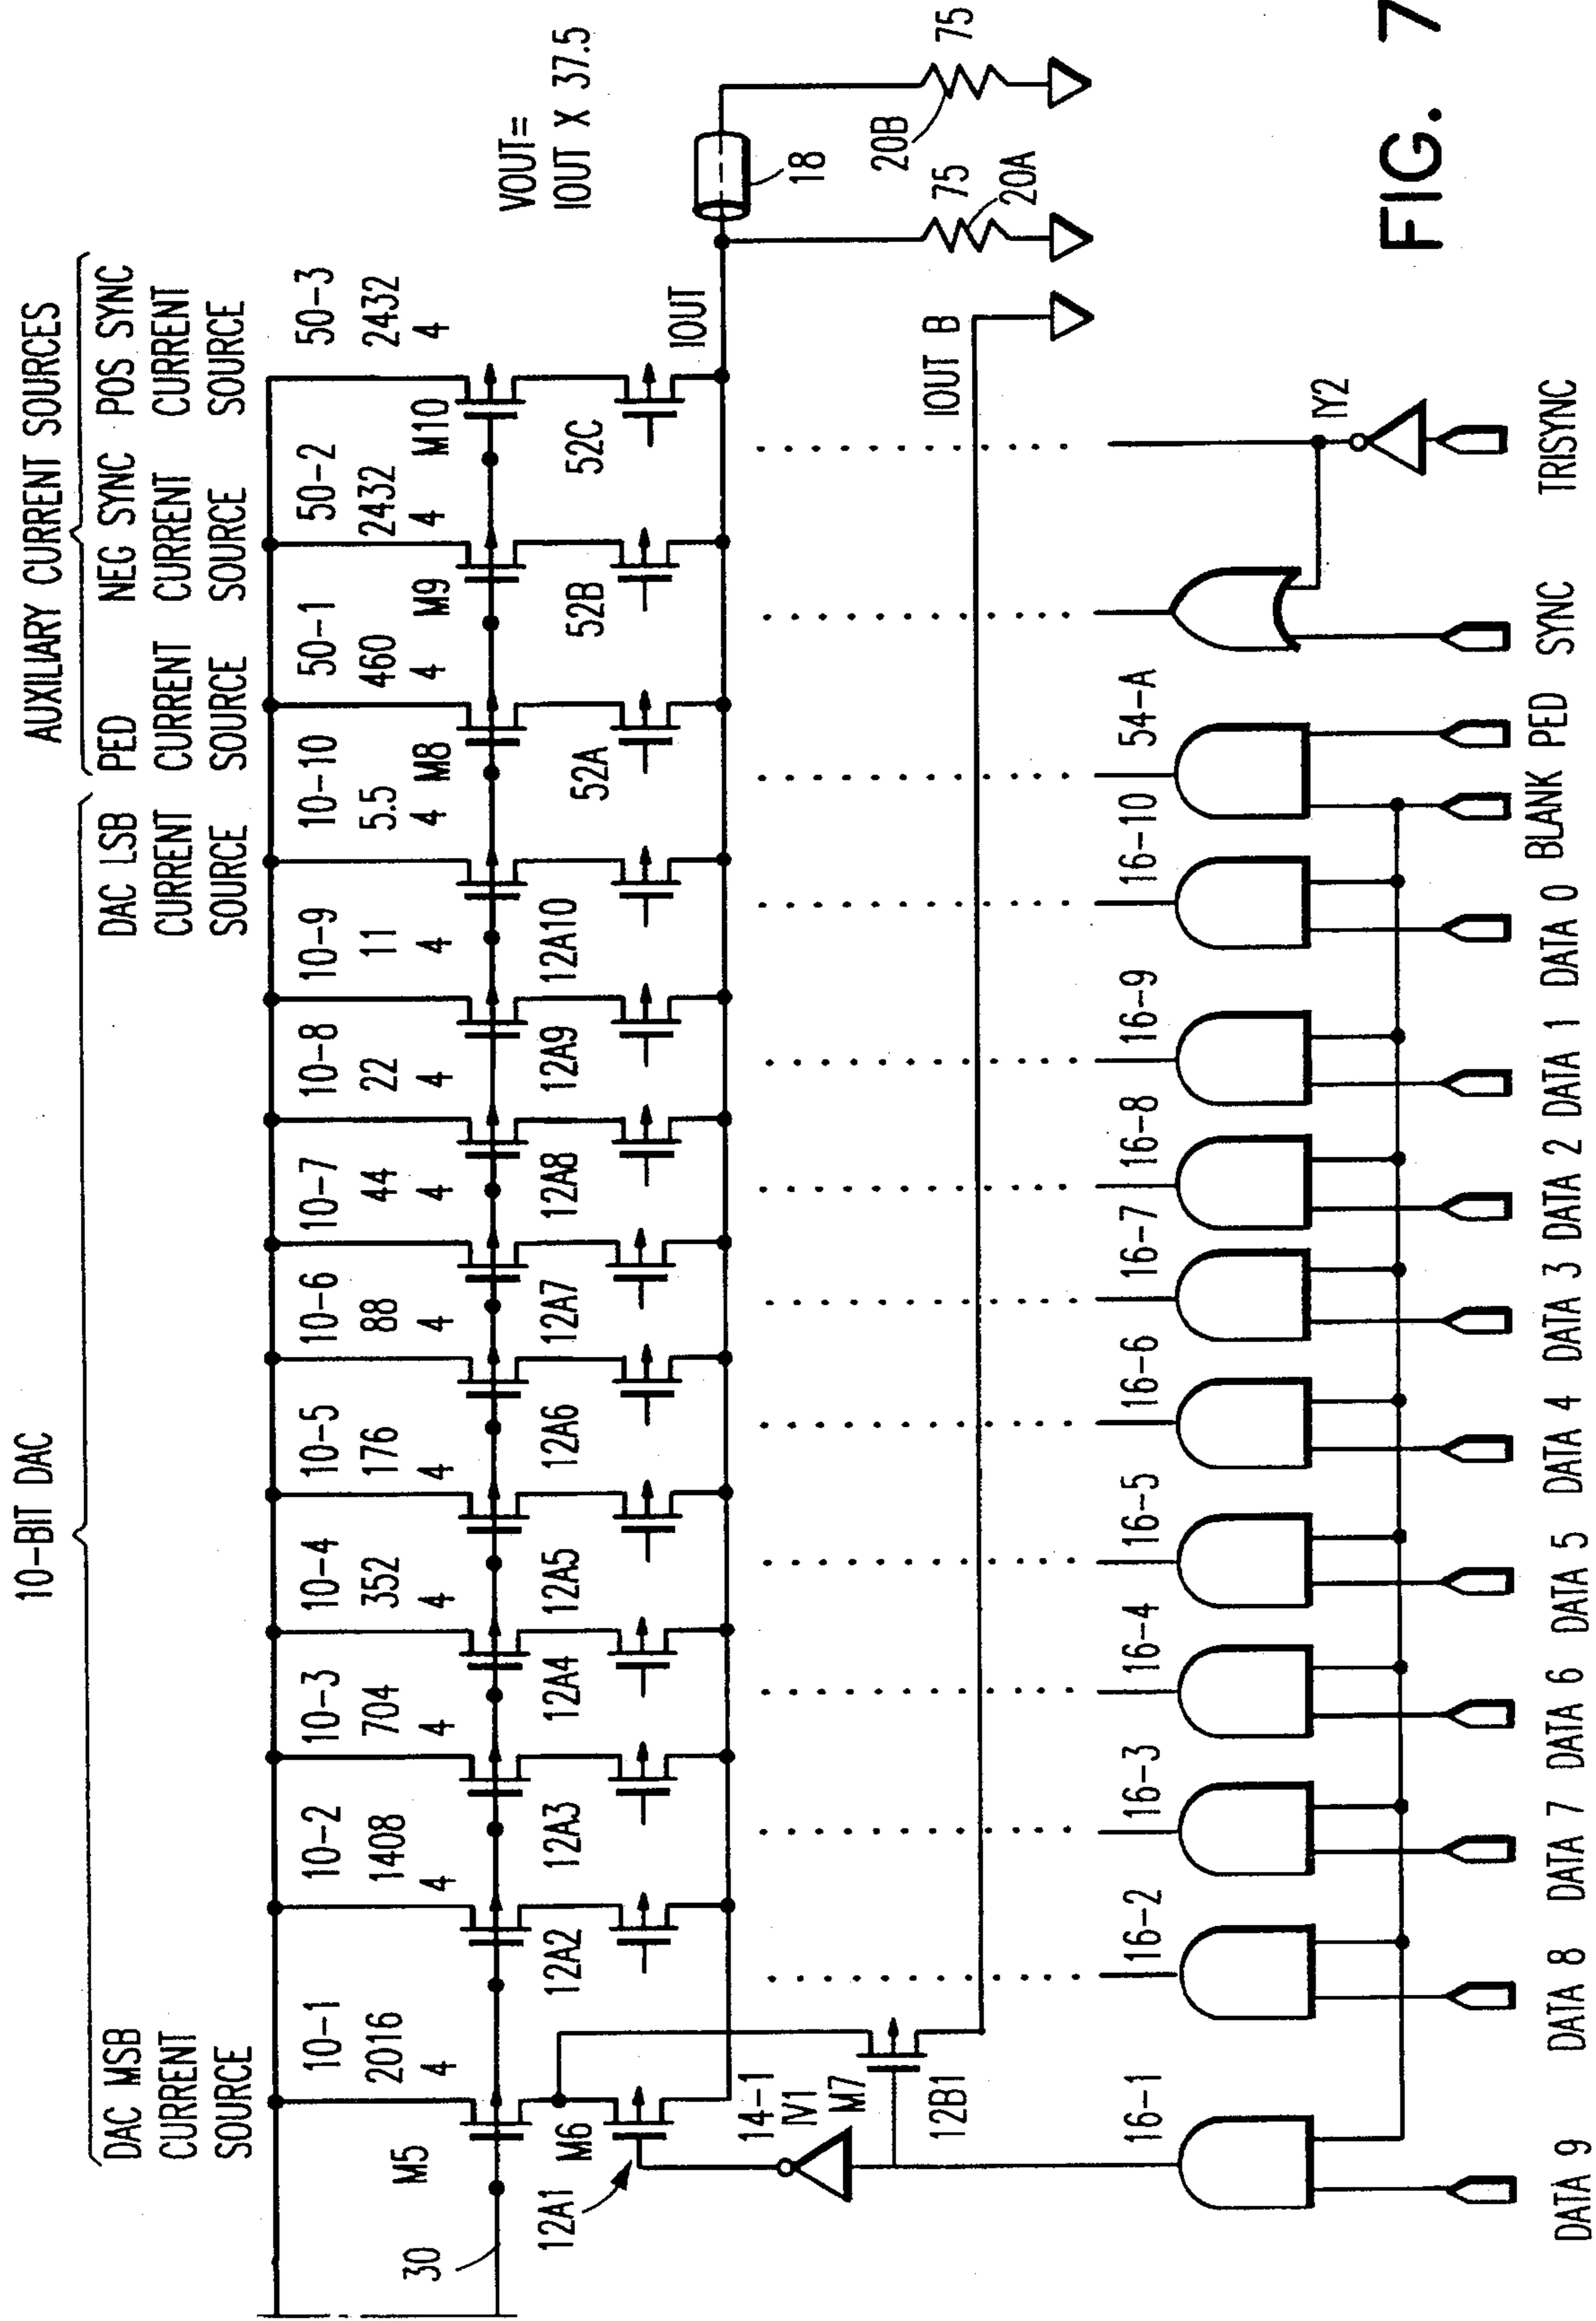 10-BIT DAC
AUXILIARY CURRENT SOURCES
DAC MSB
CURRENT
SOURCE
DAC LSB
CURRENT
SOURCE
PED
CURRENT
SOURCE
NEG SYNC
CURRENT
SOURCE
POS SYNC
CURRENT
SOURCE
10-1
2016
4
10-2
1408
4
10-3
704
4
10-4
352
4
10-5
176
4
10-6
88
4
10-7
44
4
10-8
22
4
10-9
11
4
10-10
5.5
4
50-1
460
4
50-2
2432
4
50-3
2432
4
VOUT=
IOUT X 37.5
30
M5
M8
M9
M10
M6
12A1
12A2
12A3
12A4
12A5
12A6
12A7
12A8
12A9
12A10
52A
52B
52C
IOUT
18
14-1
IV1
M7
12B1
IOUT B
75
20A
20B
75
16-1
16-2
16-3
16-4
16-5
16-6
16-7
16-8
16-9
16-10
54-A
IY2
DATA 9
DATA 8
DATA 7
DATA 6
DATA 5
DATA 4
DATA 3
DATA 2
DATA 1
DATA 0
BLANK
PED
SYNC
TRISYNC
FIG. 7